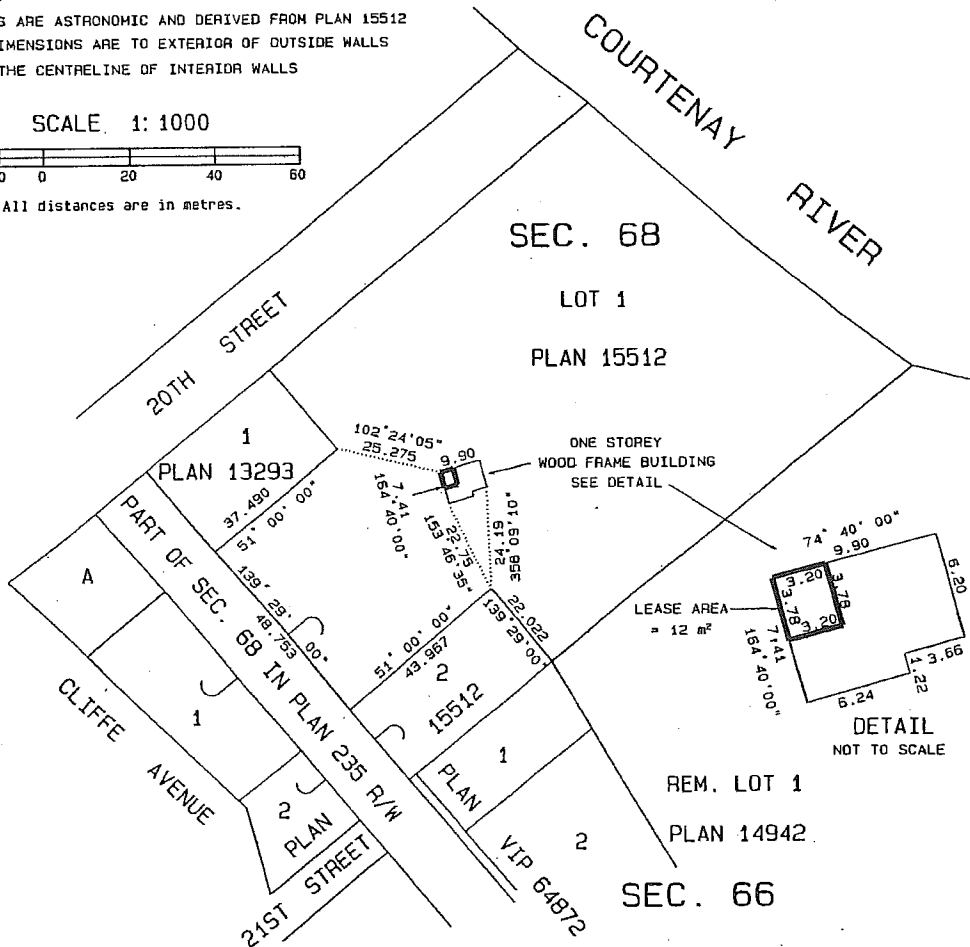 S ARE ASTRONOMIC AND DERIVED FROM PLAN 15512
IMENSIONS ARE TO EXTERIOR OF OUTSIDE WALLS
THE CENTRELINE OF INTERIOR WALLS
SCALE 1: 1000
0 0 20 40 60
All distances are in metres.
COURTENAY
RIVER
SEC. 68
LOT 1
PLAN 15512
20TH STREET
1
PLAN 13293
37.490
51° 00' 00"
102°24'05"
25.275
9.90
7.41
164°40'00"
22.75
153°46'35"
24.19
358°09'10"
ONE STOREY
WOOD FRAME BUILDING
SEE DETAIL
74° 40' 00"
9.90
3.20
3.78
3.78
3.20
6.20
LEASE AREA
= 12 m²
7.41
164°40'00"
6.24
1.22
3.66
DETAIL
NOT TO SCALE
A
PART OF SEC. 68 IN PLAN 235 R/W
139° 29' 00"
48.753
51° 00' 00"
43.967
22.022
139°29'00"
2
15512
1
CLIFFE
AVENUE
1
PLAN
2
PLAN
2
VIP 64872
21ST STREET
REM. LOT 1
PLAN 14942
SEC. 66